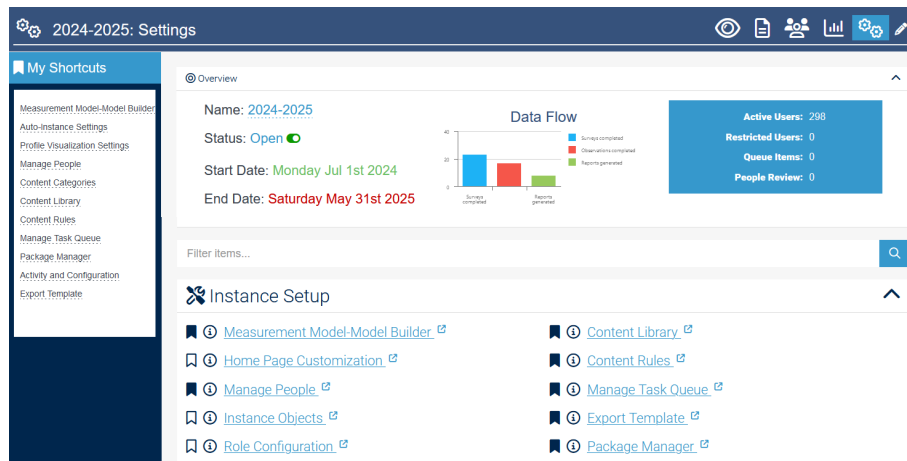 2024-2025: Settings
My Shortcuts
Measurement Model-Model Builder
Auto-Instance Settings
Profile Visualization Settings
Manage People
Content Categories
Content Library
Content Rules
Manage Task Queue
Package Manager
Activity and Configuration
Export Template
Overview
Name: 2024-2025
Status: Open
Start Date: Monday Jul 1st 2024
End Date: Saturday May 31st 2025
Data Flow
40
20
0
Surveys completed
Reports generated
Surveys completed
Observations completed
Reports generated
Active Users: 298
Restricted Users: 0
Queue Items: 0
People Review: 0
Filter items...
Instance Setup
Measurement Model-Model Builder
Home Page Customization
Manage People
Instance Objects
Role Configuration
Content Library
Content Rules
Manage Task Queue
Export Template
Package Manager